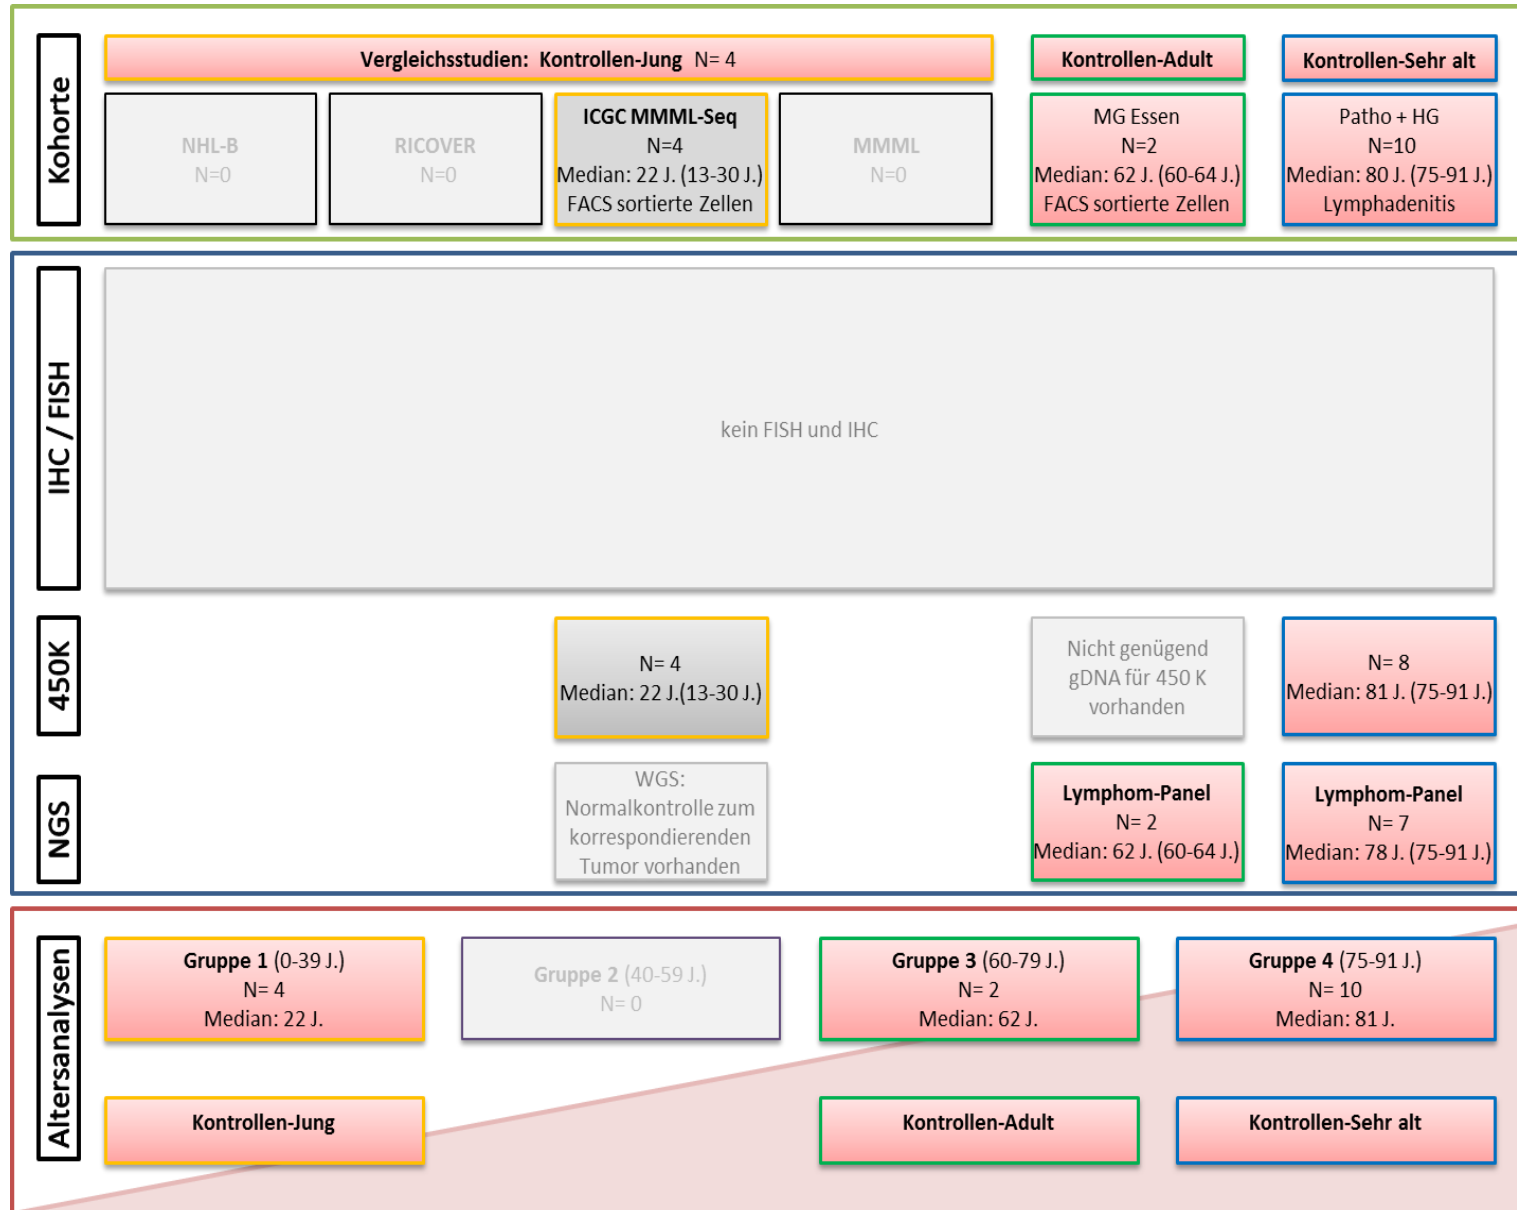 Kohorte
Vergleichsstudien: Kontrollen-Jung N= 4
Kontrollen-Adult
Kontrollen-Sehr alt
NHL-B
N=0
RICOVER
N=0
ICGC MMML-Seq
N=4
Median: 22 J. (13-30 J.)
FACS sortierte Zellen
MMML
N=0
MG Essen
N=2
Median: 62 J. (60-64 J.)
FACS sortierte Zellen
Patho + HG
N=10
Median: 80 J. (75-91 J.)
Lymphadenitis
IHC / FISH
kein FISH und IHC
450K
N= 4
Median: 22 J.(13-30 J.)
Nicht genügend
gDNA für 450 K
vorhanden
N= 8
Median: 81 J. (75-91 J.)
NGS
WGS:
Normalkontrolle zum
korrespondierenden
Tumor vorhanden
Lymphom-Panel
N= 2
Median: 62 J. (60-64 J.)
Lymphom-Panel
N= 7
Median: 78 J. (75-91 J.)
Altersanalysen
Gruppe 1 (0-39 J.)
N= 4
Median: 22 J.
Gruppe 2 (40-59 J.)
N= 0
Gruppe 3 (60-79 J.)
N= 2
Median: 62 J.
Gruppe 4 (75-91 J.)
N= 10
Median: 81 J.
Kontrollen-Jung
Kontrollen-Adult
Kontrollen-Sehr alt